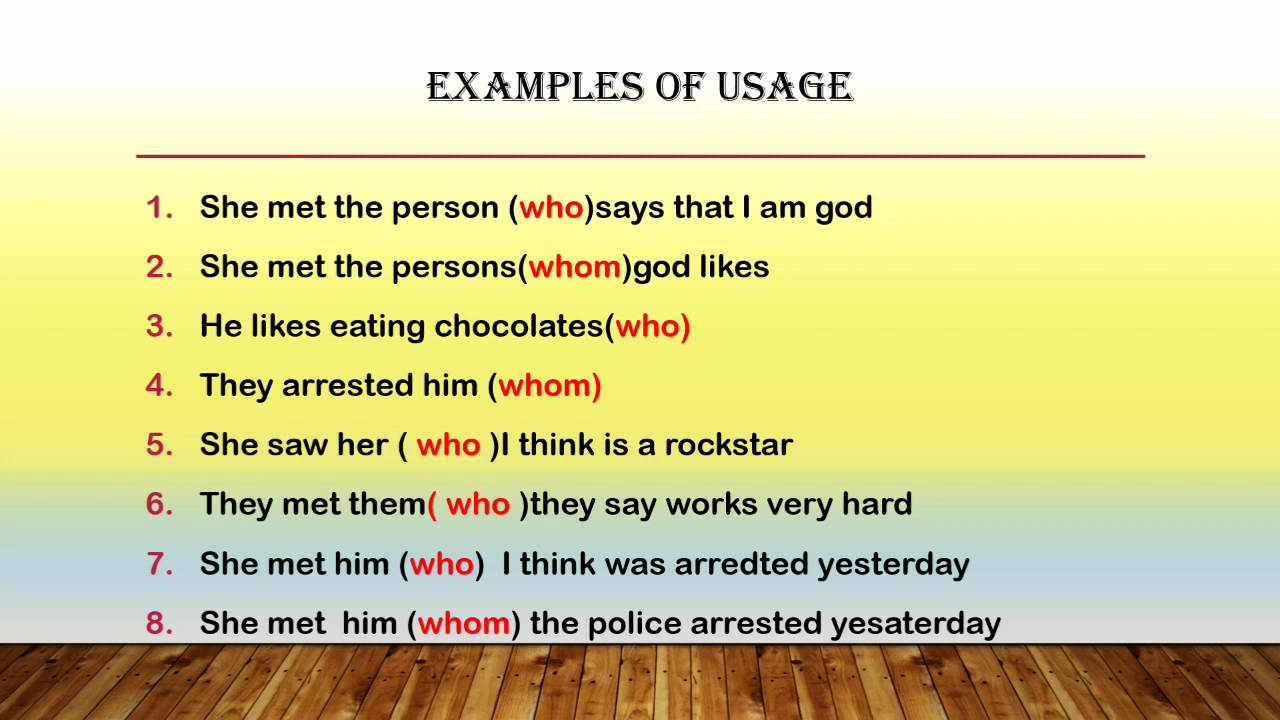 EXAMPLES OF USAGE
1. She met the person (who)says that I am god
2. She met the persons(whom)god likes
3. He likes eating chocolates(who)
4. They arrested him (whom)
5. She saw her ( who )I think is a rockstar
6. They met them( who )they say works very hard
7. She met him (who)  I think was arredted yesterday
8. She met  him (whom) the police arrested yesaterday